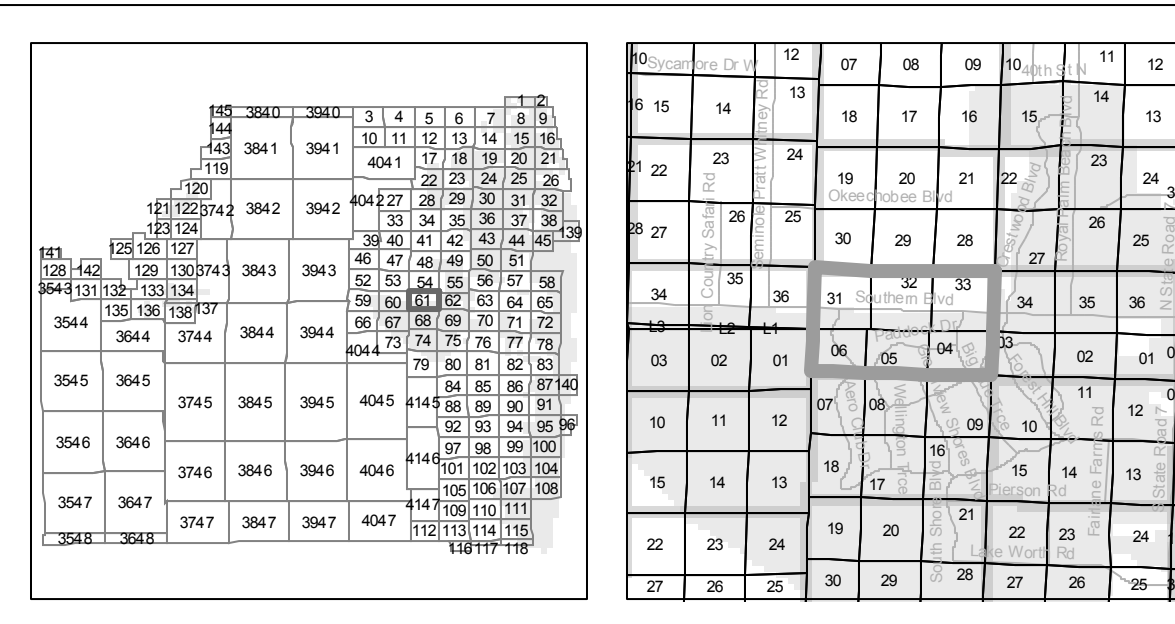 1 2
145 3840 3940 3 4 5 6 7 8 9
144 10 11 12 13 14 15 16
143 3841 3941
119 4041 17 18 19 20 21
120 22 23 24 25 26
121 122 3742 3842 3942 4042 27 28 29 30 31 32
123 124 33 34 35 36 37 38 139
125 126 127 39 40 41 42 43 44 45
141
128 142 129 130 3743 3843 3943 46 47 48 49 50 51
3543 131 132 133 134 52 53 54 55 56 57 58
135 136 138 137 59 60 61 62 63 64 65
3544 3644 3744 3844 3944 66 67 68 69 70 71 72
4044 73 74 75 76 77 78
79 80 81 82 83
3545 3645 84 85 86 87 140
3745 3845 3945 4045 4145 88 89 90 91
92 93 94 95 96
3546 3646 97 98 99 100
3746 3846 3946 4046 4146 101 102 103 104
105 106 107 108
3547 3647 4147 109 110 111
3747 3847 3947 4047 112 113 114 115
3548 3648 116 117 118
10 Sycamore Dr W 12 07 08 09 10 40th St N 11 12
16 15 14 13 18 17 16 15 14 13
Seminole Pratt Whitney Rd
Royal Palm Beach Blvd
21 22 23 24 19 20 21 22 23 24
Okeechobee Blvd
Crestwood Blvd
Lion Country Safari Rd
N State Road 7
28 27 26 25 30 29 28 27 26 25
34 35 36 31 32 33 34 35 36
Southern Blvd
L3 L2 L1
Paddock Dr
03 02 01 06 05 04 03 02 01
Forest Hill Blvd
10 11 12 07 08 09 10 11 12
Aero Club Dr
Wellington Trce
Big Blue Trce
New Shores Blvd
Fairlane Farms Rd
S State Road 7
15 14 13 18 17 16 15 14 13
Pierson Rd
South Shore Blvd
22 23 24 19 20 21 22 23 24
Lake Worth Rd
27 26 25 30 29 28 27 26 25